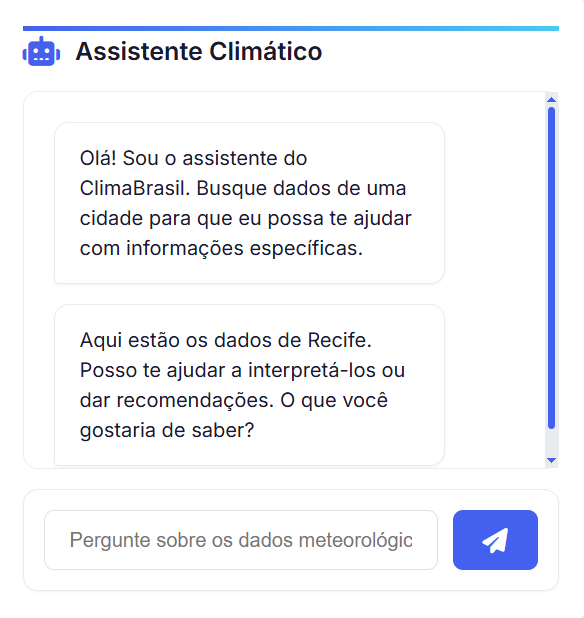 Assistente Climático
Olá! Sou o assistente do
ClimaBrasil. Busque dados de uma
cidade para que eu possa te ajudar
com informações específicas.
Aqui estão os dados de Recife.
Posso te ajudar a interpretá-los ou
dar recomendações. O que você
gostaria de saber?
Pergunte sobre os dados meteorológic